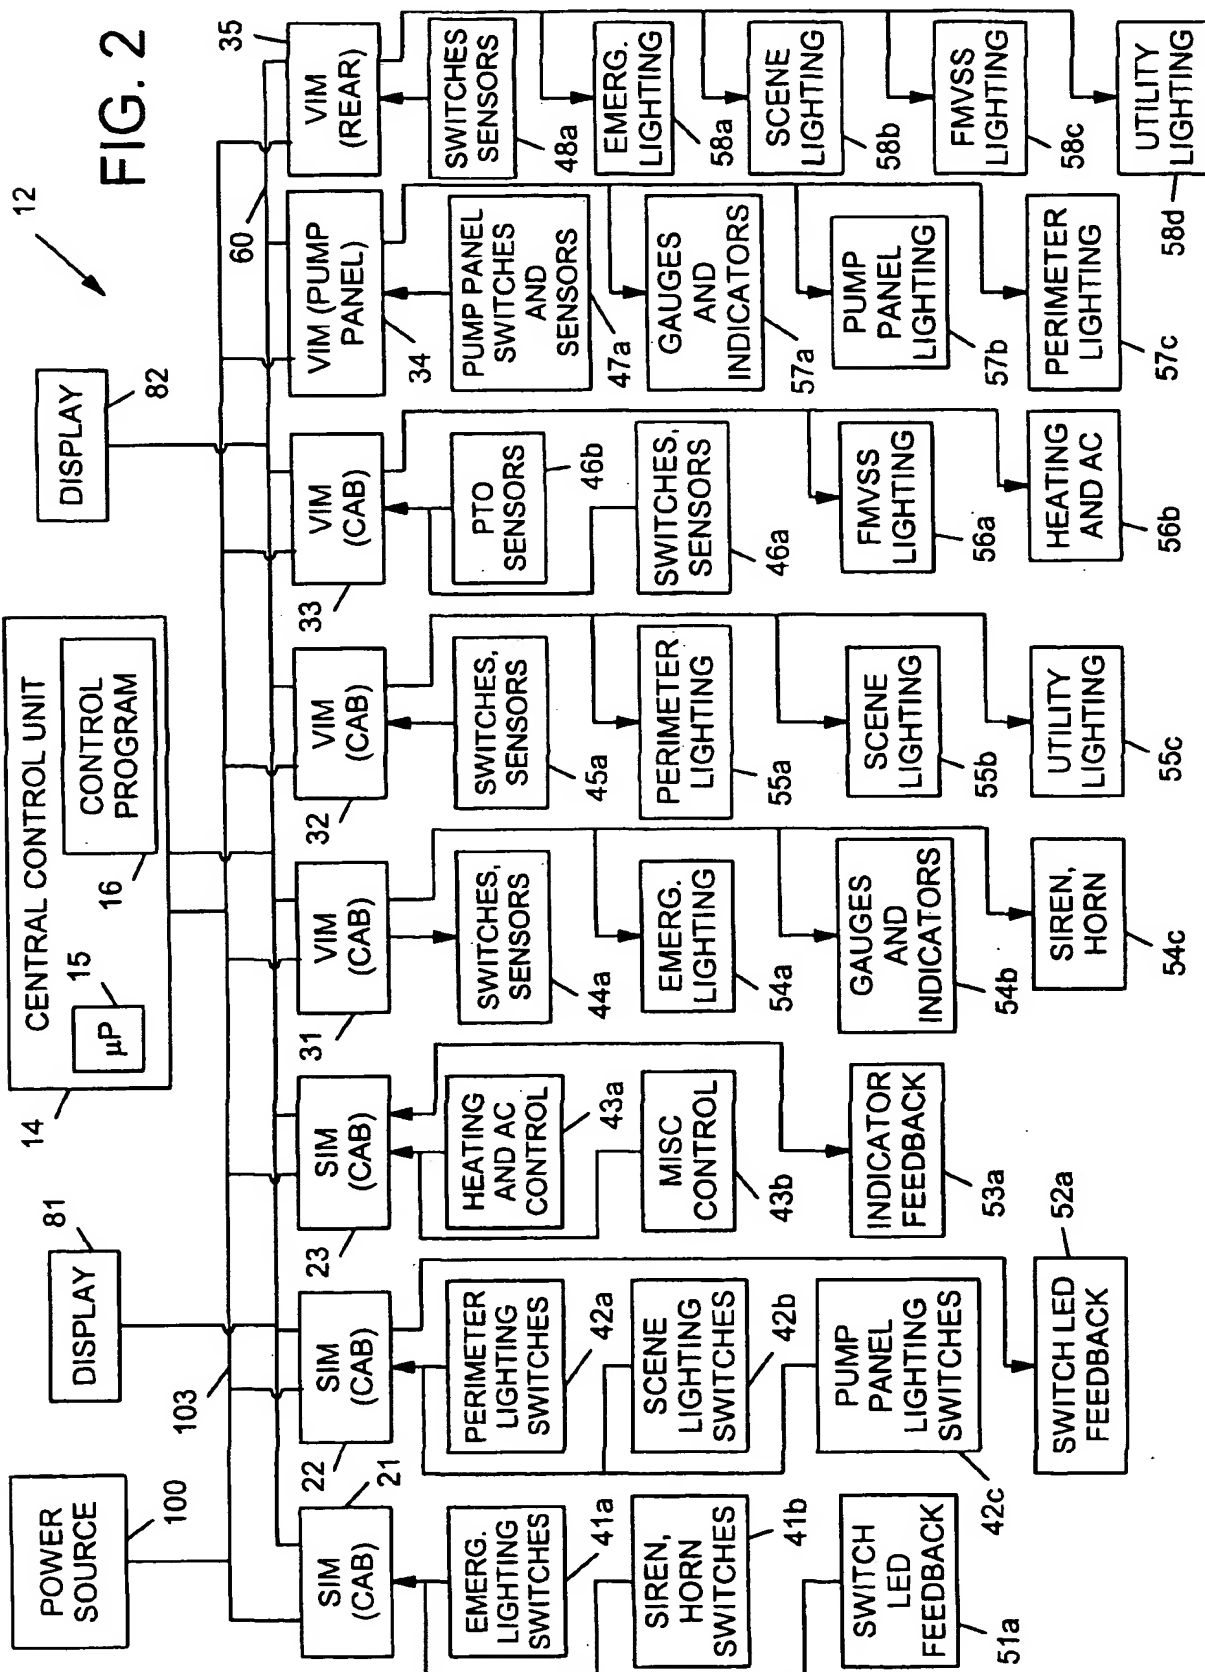 FIG. 2
12
POWER
SOURCE
100
DISPLAY
81
103
CENTRAL CONTROL UNIT
14
μP
15
CONTROL
PROGRAM
16
DISPLAY
82
60
SIM
(CAB)
21
EMERG.
LIGHTING
SWITCHES
41a
SIREN,
HORN
SWITCHES
41b
SWITCH
LED
FEEDBACK
51a
SIM
(CAB)
22
PERIMETER
LIGHTING
SWITCHES
42a
SCENE
LIGHTING
SWITCHES
42b
PUMP
PANEL
LIGHTING
SWITCHES
42c
SWITCH LED
FEEDBACK
52a
SIM
(CAB)
23
HEATING
AND AC
CONTROL
43a
MISC
CONTROL
43b
INDICATOR
FEEDBACK
53a
VIM
(CAB)
31
SWITCHES,
SENSORS
44a
EMERG.
LIGHTING
54a
GAUGES
AND
INDICATORS
54b
SIREN,
HORN
54c
VIM
(CAB)
32
SWITCHES,
SENSORS
45a
PERIMETER
LIGHTING
55a
SCENE
LIGHTING
55b
UTILITY
LIGHTING
55c
VIM
(CAB)
33
PTO
SENSORS
46b
SWITCHES,
SENSORS
46a
FMVSS
LIGHTING
56a
HEATING
AND AC
56b
VIM (PUMP
PANEL)
34
PUMP PANEL
SWITCHES
AND
SENSORS
47a
GAUGES
AND
INDICATORS
57a
PUMP
PANEL
LIGHTING
57b
PERIMETER
LIGHTING
57c
VIM
(REAR)
35
SWITCHES
SENSORS
48a
EMERG.
LIGHTING
58a
SCENE
LIGHTING
58b
FMVSS
LIGHTING
58c
UTILITY
LIGHTING
58d